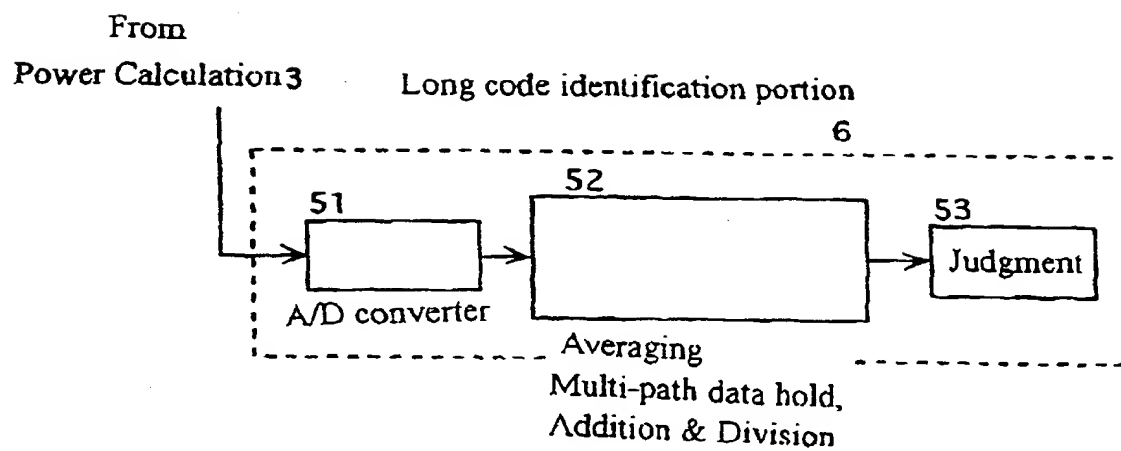 From
Power Calculation 3
Long code identification portion
6
51
52
53
Judgment
A/D converter
Averaging
Multi-path data hold,
Addition & Division